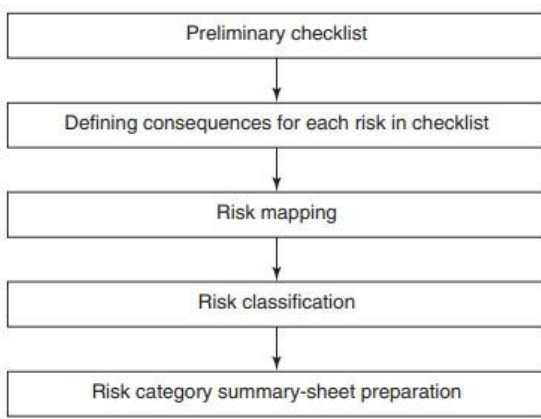 Preliminary checklist
Defining consequences for each risk in checklist
Risk mapping
Risk classification
Risk category summary-sheet preparation